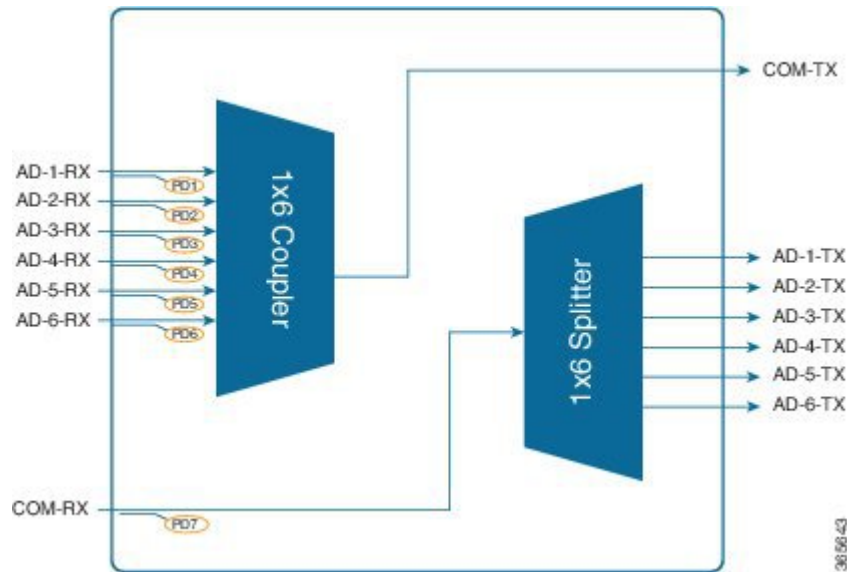 COM-TX
AD-1-RX
PD1
AD-2-RX
PD2
AD-3-RX
PD3
AD-4-RX
PD4
AD-5-RX
PD5
AD-6-RX
PD6
1x6 Coupler
1x6 Splitter
AD-1-TX
AD-2-TX
AD-3-TX
AD-4-TX
AD-5-TX
AD-6-TX
COM-RX
PD7
365643